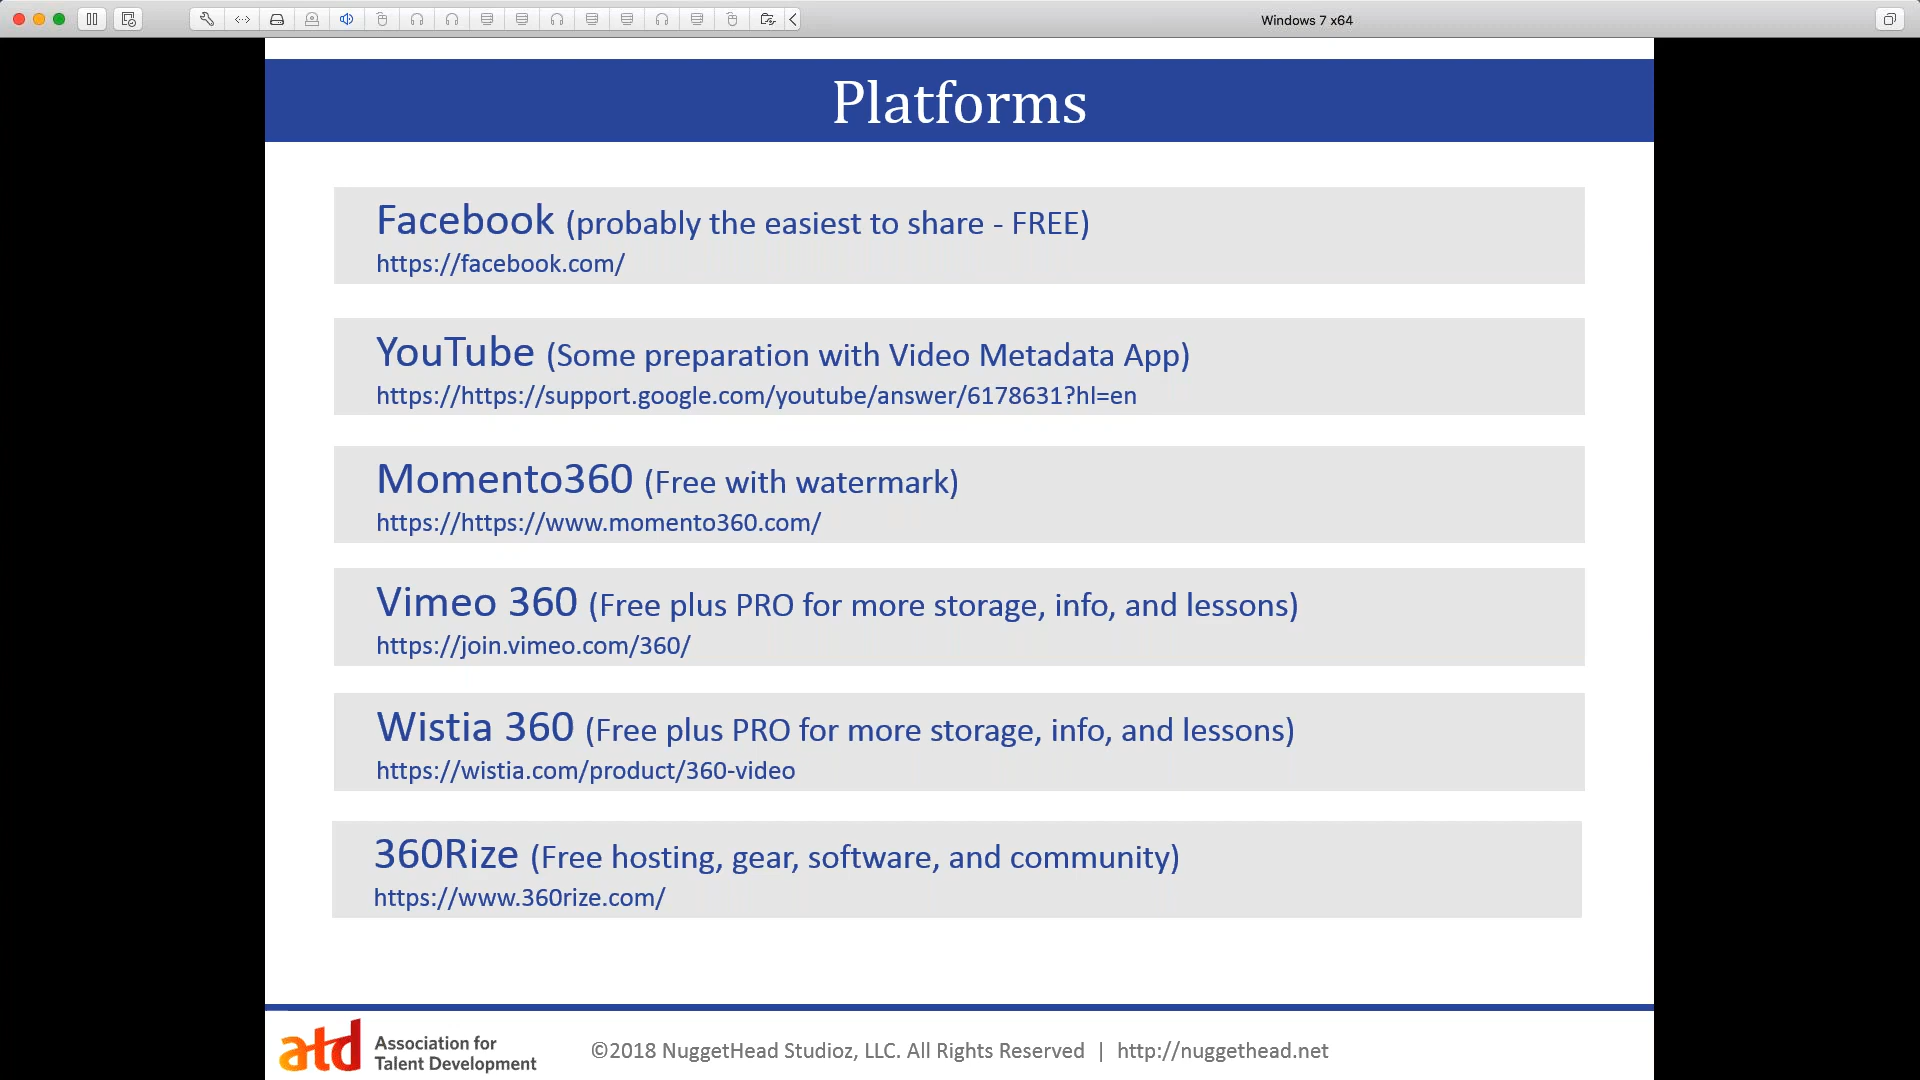 Windows 7 x64
Platforms
Facebook (probably the easiest to share - FREE)
https://facebook.com/
YouTube (Some preparation with Video Metadata App)
https://https://support.google.com/youtube/answer/6178631?hl=en
Momento360 (Free with watermark)
https://https://www.momento360.com/
Vimeo 360 (Free plus PRO for more storage, info, and lessons)
https://join.vimeo.com/360/
Wistia 360 (Free plus PRO for more storage, info, and lessons)
https://wistia.com/product/360-video
360Rize (Free hosting, gear, software, and community)
https://www.360rize.com/
atd Association for
Talent Development
©2018 NuggetHead Studioz, LLC. All Rights Reserved | http://nuggethead.net